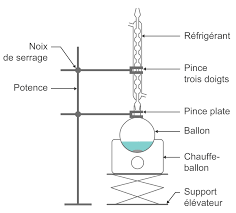 Noix
de serrage
Potence
Réfrigérant
Pince
trois doigts
Pince plate
Ballon
Chauffe-
ballon
Support
élévateur